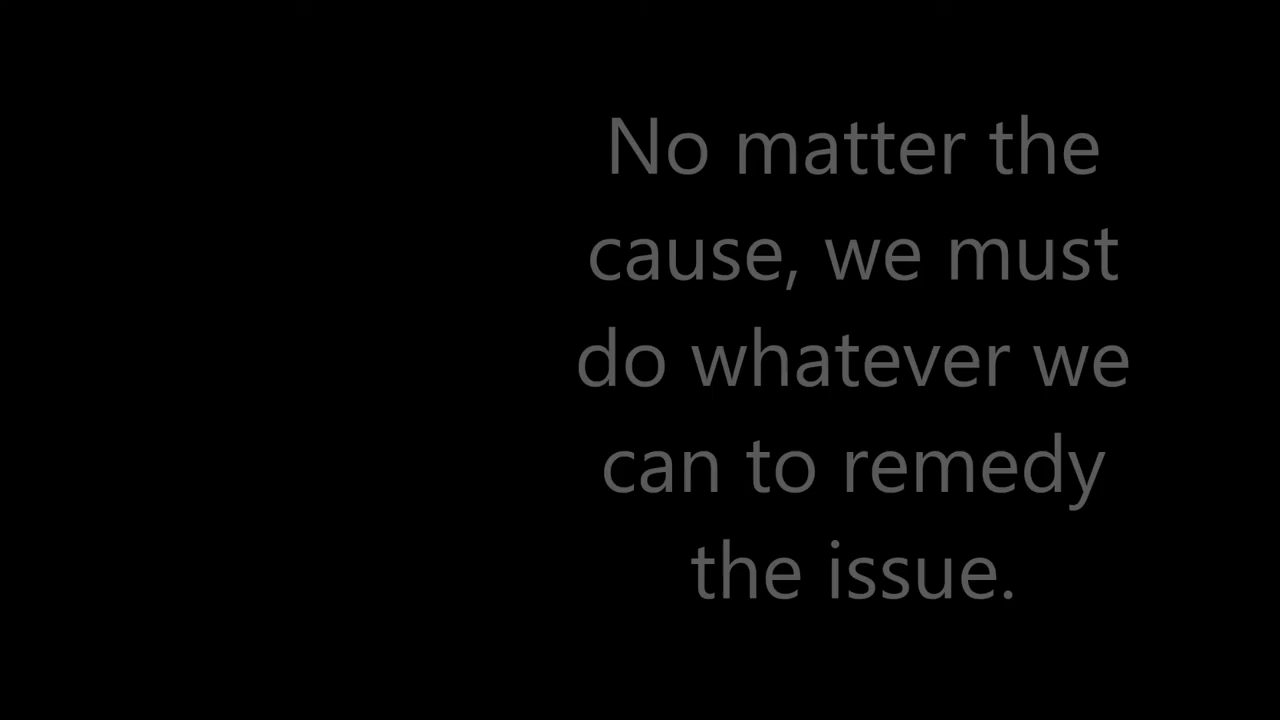 No matter the
cause, we must
do whatever we
can to remedy
the issue.